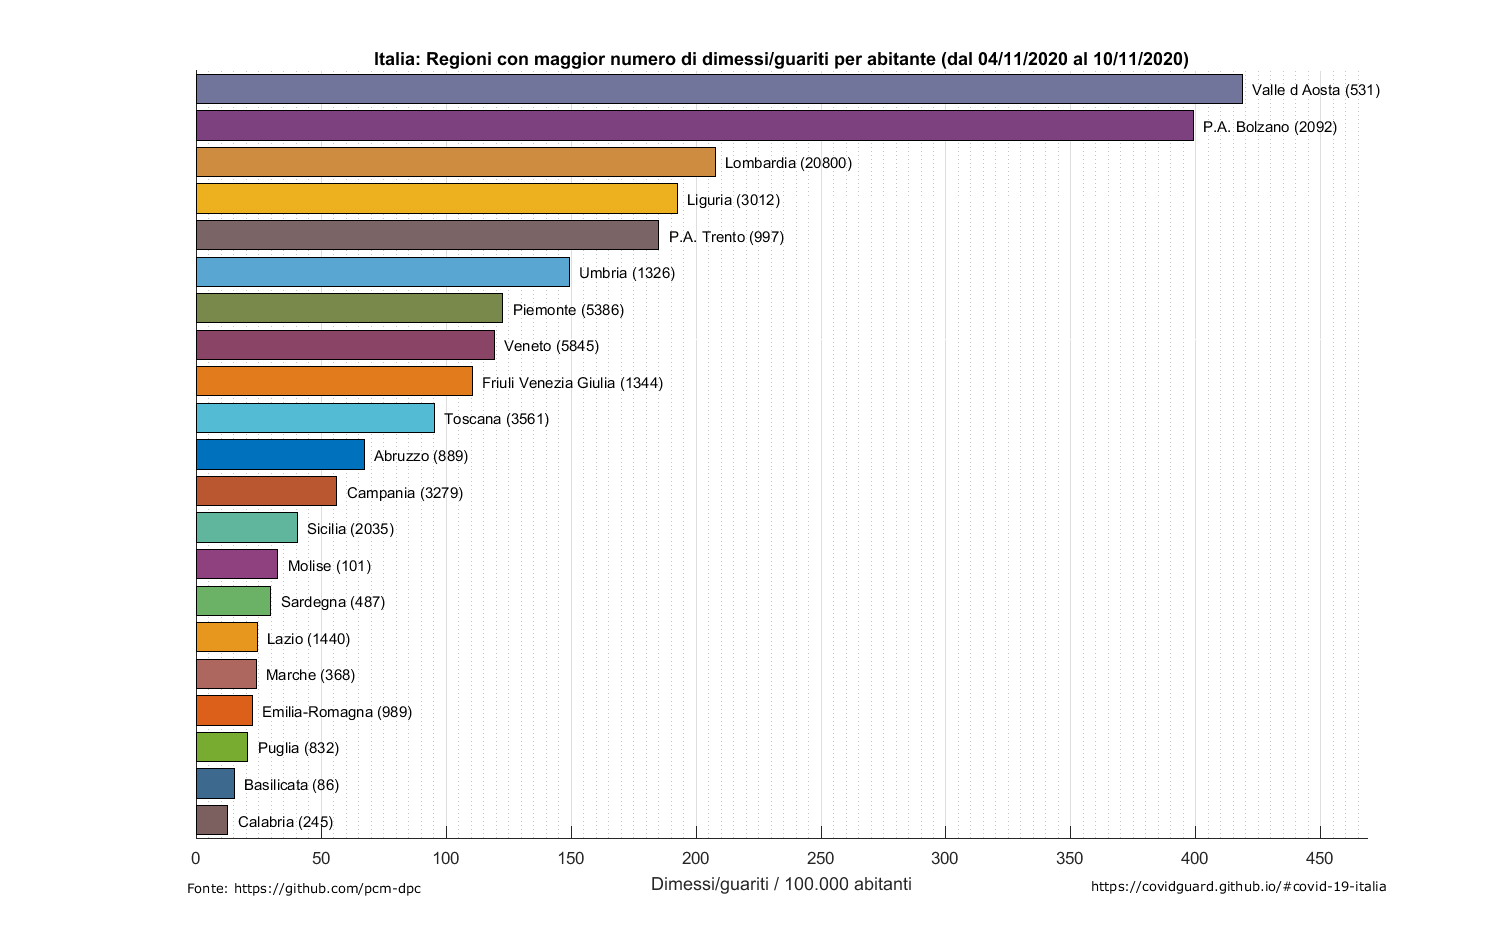 Italia: Regioni con maggior numero di dimessi/guariti per abitante (dal 04/11/2020 al 10/11/2020)
Valle d Aosta (531)
P.A. Bolzano (2092)
Lombardia (20800)
Liguria (3012)
P.A. Trento (997)
Umbria (1326)
Piemonte (5386)
Veneto (5845)
Friuli Venezia Giulia (1344)
Toscana (3561)
Abruzzo (889)
Campania (3279)
Sicilia (2035)
Molise (101)
Sardegna (487)
Lazio (1440)
Marche (368)
Emilia-Romagna (989)
Puglia (832)
Basilicata (86)
Calabria (245)
0 50 100 150 200 250 300 350 400 450
Dimessi/guariti / 100.000 abitanti
Fonte: https://github.com/pcm-dpc
https://covidguard.github.io/#covid-19-italia